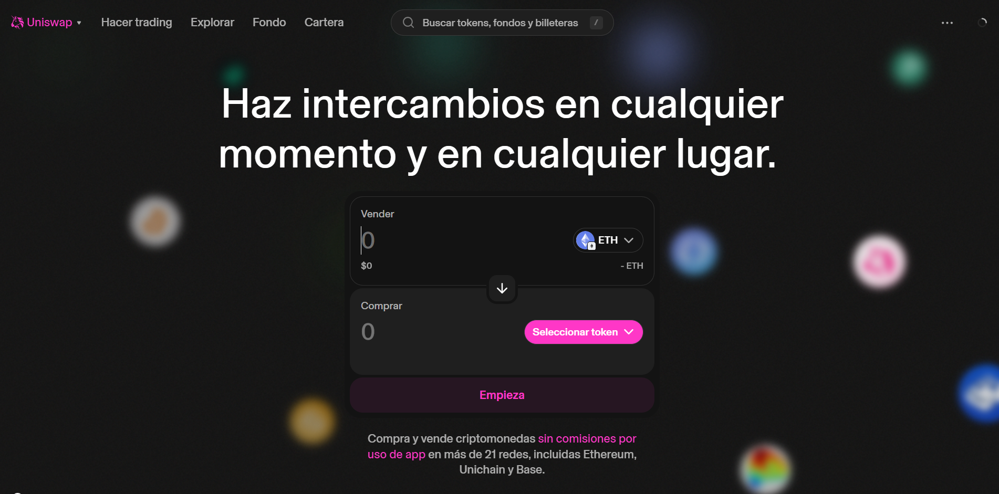 Uniswap
Hacer trading
Explorar
Fondo
Cartera
Buscar tokens, fondos y billeteras
/
Haz intercambios en cualquier
momento y en cualquier lugar.
Vender
0
ETH
$0
- ETH
Comprar
0
Seleccionar token
Empieza
Compra y vende criptomonedas sin comisiones por
uso de app en más de 21 redes, incluidas Ethereum,
Unichain y Base.